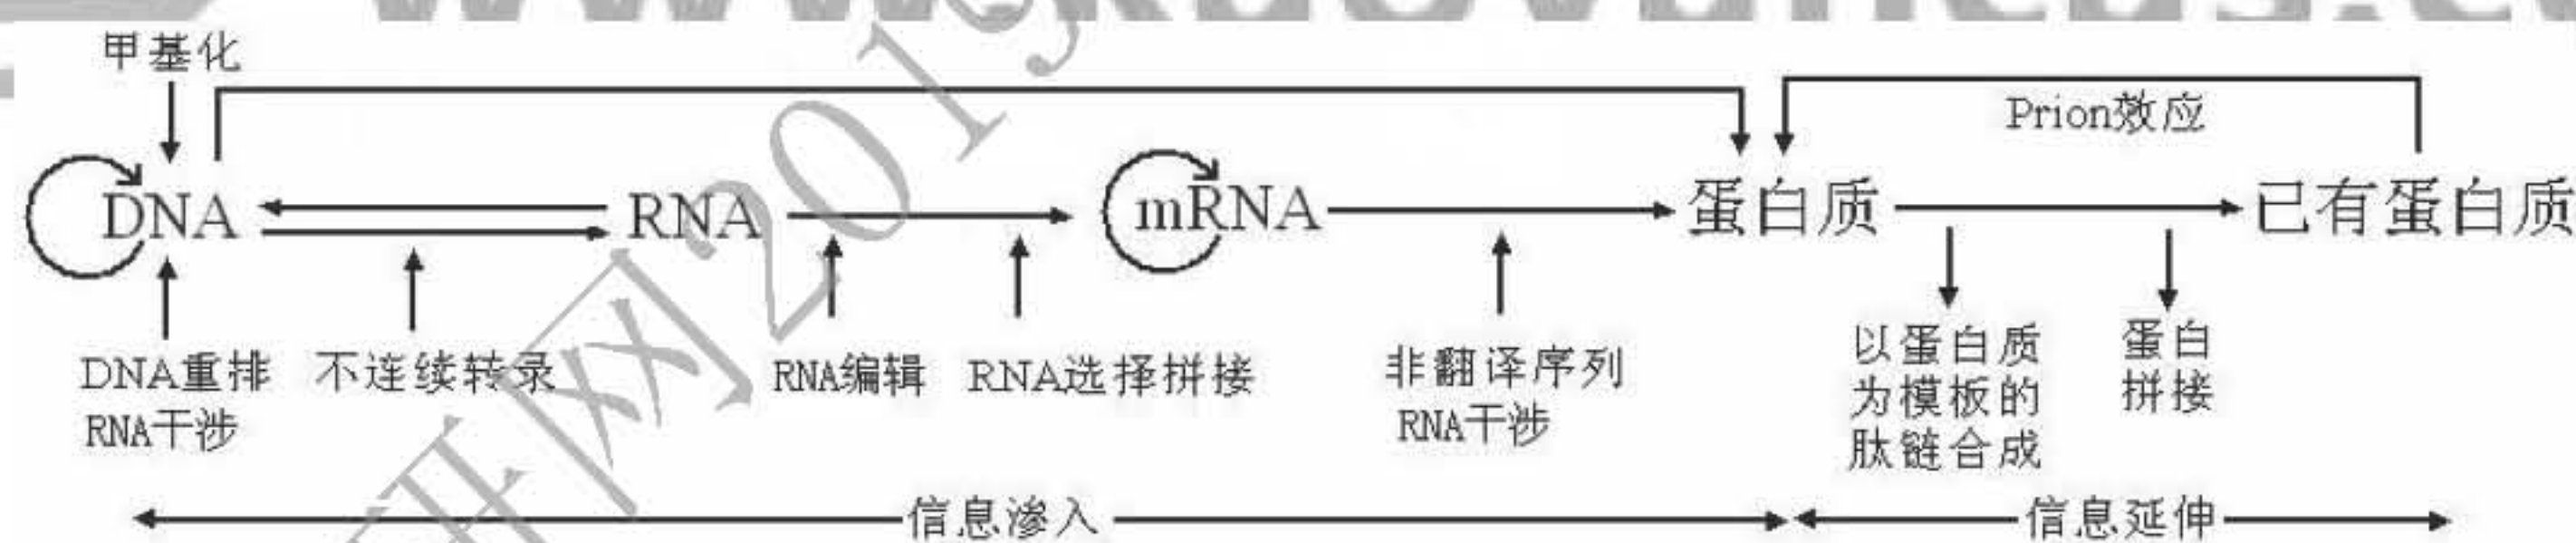 甲基化
Prion效应
DNA
RNA
mRNA
蛋白质
已有蛋白质
DNA重排
RNA干涉
不连续转录
RNA编辑
RNA选择拼接
非翻译序列
RNA干涉
以蛋白质
为模板的
肽链合成
蛋白
拼接
信息渗入
信息延伸